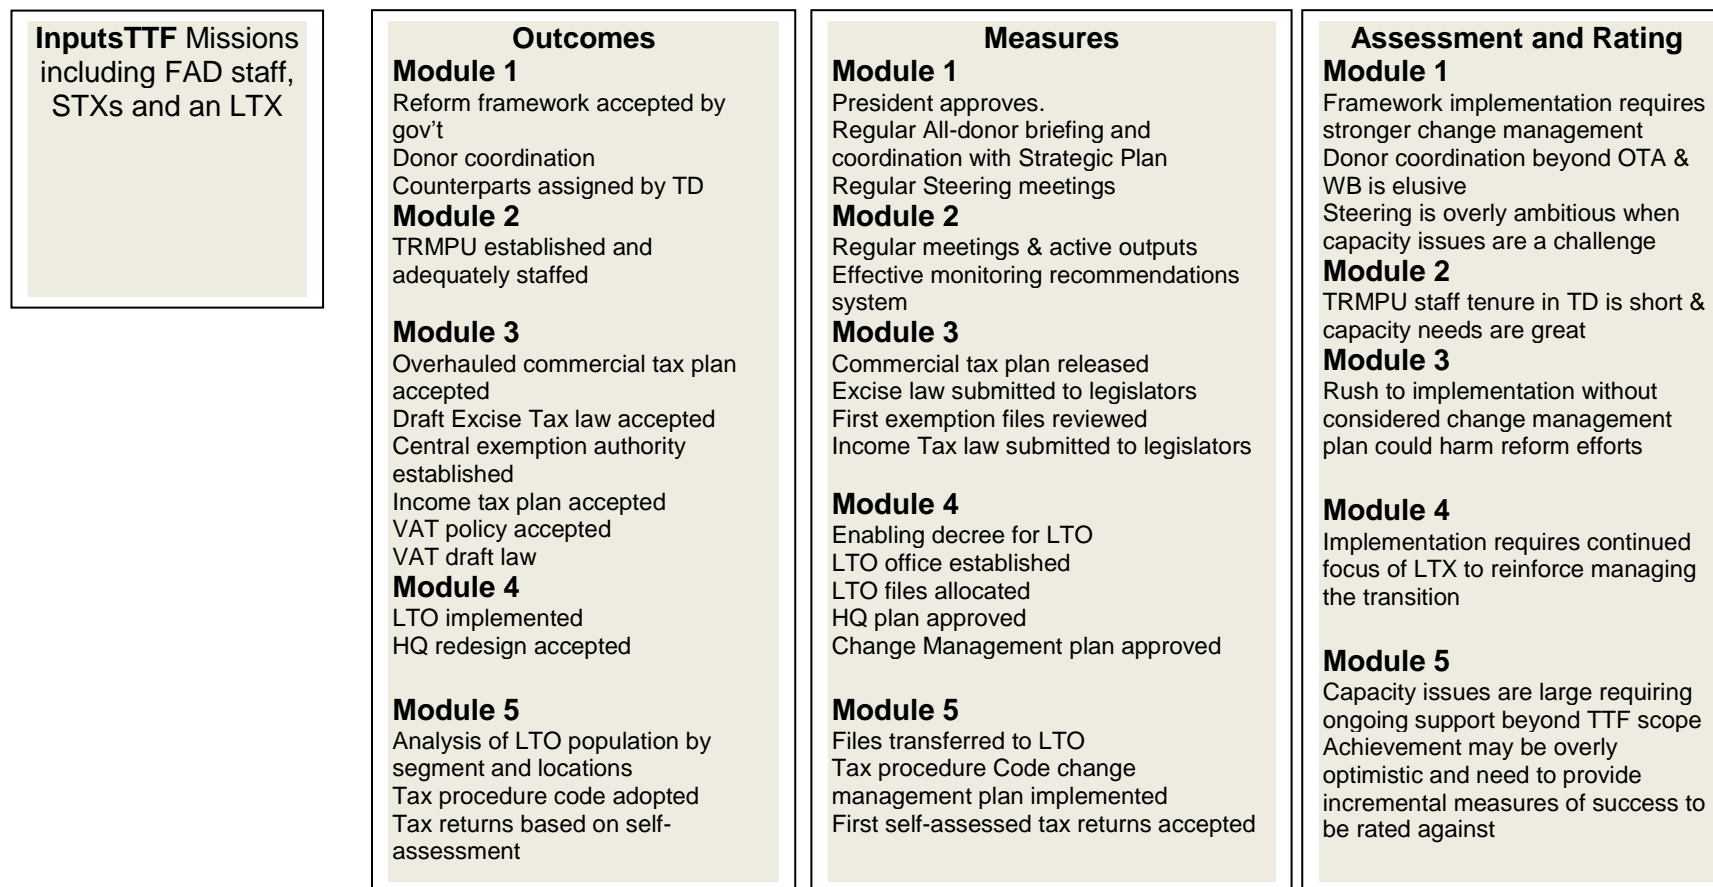 InputsTTF Missions
including FAD staff,
STXs and an LTX
Outcomes
Module 1
Reform framework accepted by
gov't
Donor coordination
Counterparts assigned by TD
Module 2
TRMPU established and
adequately staffed
Module 3
Overhauled commercial tax plan
accepted
Draft Excise Tax law accepted
Central exemption authority
established
Income tax plan accepted
VAT policy accepted
VAT draft law
Module 4
LTO implemented
HQ redesign accepted
Module 5
Analysis of LTO population by
segment and locations
Tax procedure code adopted
Tax returns based on self-
assessment
Measures
Module 1
President approves.
Regular All-donor briefing and
coordination with Strategic Plan
Regular Steering meetings
Module 2
Regular meetings & active outputs
Effective monitoring recommendations
system
Module 3
Commercial tax plan released
Excise law submitted to legislators
First exemption files reviewed
Income Tax law submitted to legislators
Module 4
Enabling decree for LTO
LTO office established
LTO files allocated
HQ plan approved
Change Management plan approved
Module 5
Files transferred to LTO
Tax procedure Code change
management plan implemented
First self-assessed tax returns accepted
Assessment and Rating
Module 1
Framework implementation requires
stronger change management
Donor coordination beyond OTA &
WB is elusive
Steering is overly ambitious when
capacity issues are a challenge
Module 2
TRMPU staff tenure in TD is short &
capacity needs are great
Module 3
Rush to implementation without
considered change management
plan could harm reform efforts
Module 4
Implementation requires continued
focus of LTX to reinforce managing
the transition
Module 5
Capacity issues are large requiring
ongoing support beyond TTF scope
Achievement may be overly
optimistic and need to provide
incremental measures of success to
be rated against